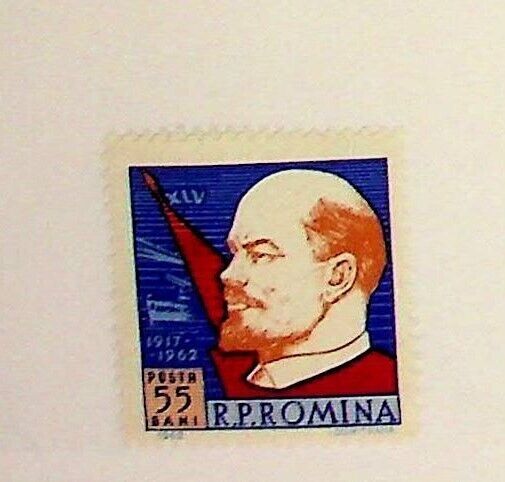 XLV
1917-
-1962
POSTA
55
BANI
R.P.ROMINA